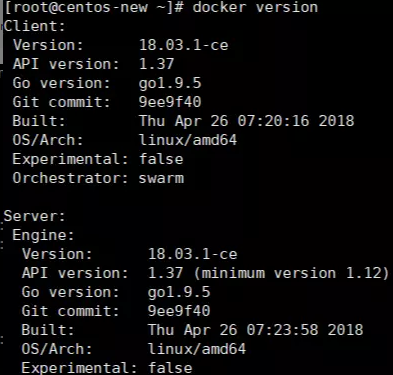 [root@centos-new ~]# docker version
Client:
Version: 18.03.1-ce
API version: 1.37
Go version: go1.9.5
Git commit: 9ee9f40
Built: Thu Apr 26 07:20:16 2018
OS/Arch: linux/amd64
Experimental: false
Orchestrator: swarm
Server:
Engine:
Version: 18.03.1-ce
API version: 1.37 (minimum version 1.12)
Go version: go1.9.5
Git commit: 9ee9f40
Built: Thu Apr 26 07:23:58 2018
OS/Arch: linux/amd64
Experimental: false